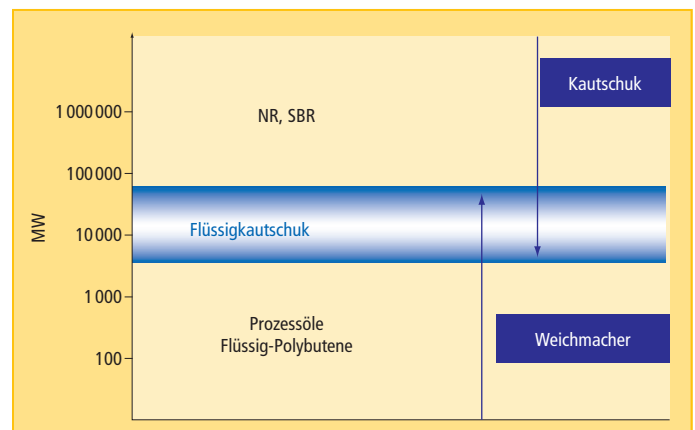 Kautschuk
1 000 000
NR, SBR
100 000
MW
10 000
Flüssigkautschuk
1 000
Prozessöle
Flüssig-Polybutene
Weichmacher
100